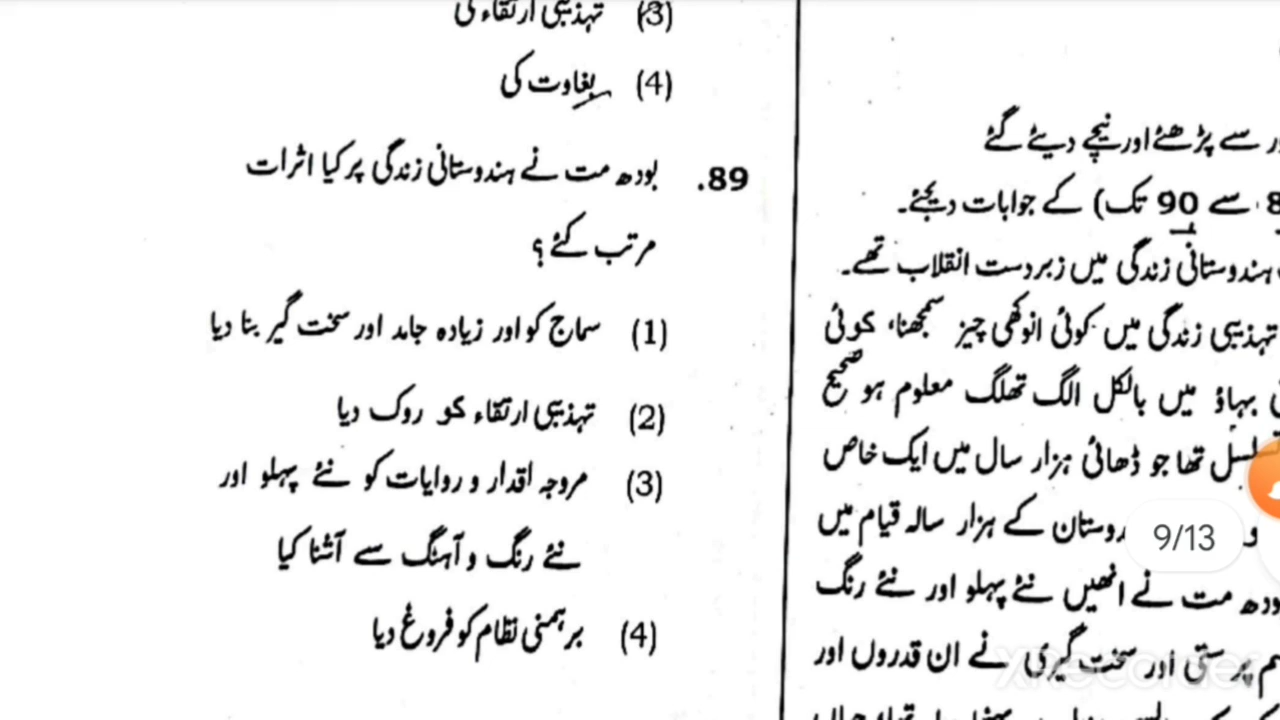 ور سے پڑھئے اور نیچے دیئے گئے
8 سے 90 تک) کے جوابات دیجئے۔
ہندوستانی زندگی میں زبردست انقلاب تھے۔
تہذیبی زندگی میں کوئی انوکھی چیز سمجھنا، کوئی
بہاؤ میں بالکل الگ تھلگ معلوم ہو صحیح
تھا جو ڈھائی ہزار سال میں ایک خاص
کے ہزار سالہ قیام میں
9/13
مت نے انھیں نئے پہلو اور نئے رنگ
پرستی اور سخت گیری نے ان قدروں اور
XRecorder
(3) تہذیبی ارتقاء کی
(4) بغاوت کی
89. بودھ مت نے ہندوستانی زندگی پر کیا اثرات
مرتب کئے؟
(1) سماج کو اور زیادہ جامد اور سخت گیر بنا دیا
(2) تہذیبی ارتقاء کو روک دیا
(3) مروجہ اقدار و روایات کو نئے پہلو اور
نئے رنگ و آہنگ سے آشنا کیا
(4) برہمنی نظام کو فروغ دیا